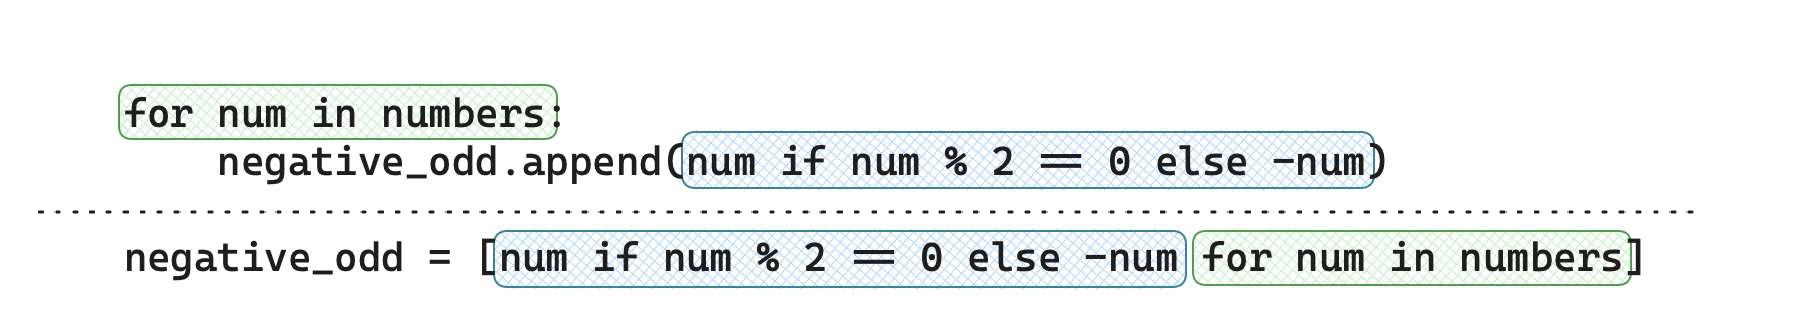 for num in numbers:
    negative_odd.append(num if num % 2 == 0 else -num)
negative_odd = [num if num % 2 == 0 else -num for num in numbers]